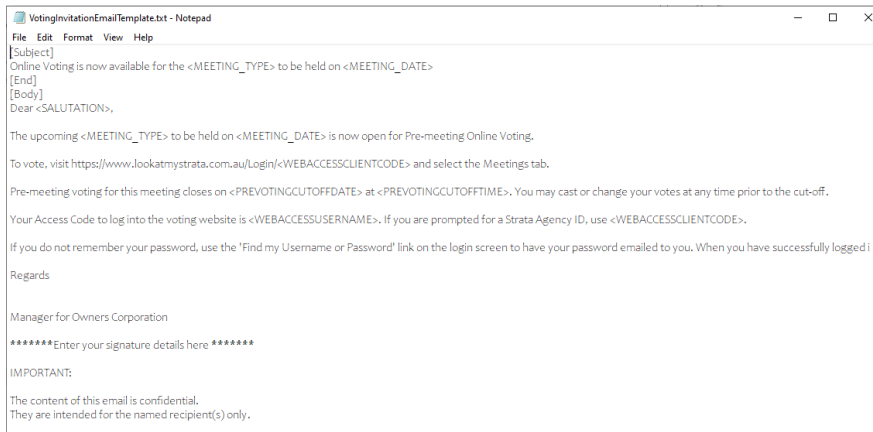 VotingInvitationEmailTemplate.txt - Notepad
File Edit Format View Help
[Subject]
Online Voting is now available for the <MEETING_TYPE> to be held on <MEETING_DATE>
[End]
[Body]
Dear <SALUTATION>,
The upcoming <MEETING_TYPE> to be held on <MEETING_DATE> is now open for Pre-meeting Online Voting.
To vote, visit https://www.lookatmystrata.com.au/Login/<WEBACCESSCLIENTCODE> and select the Meetings tab.
Pre-meeting voting for this meeting closes on <PREVOTINGCUTOFFDATE> at <PREVOTINGCUTOFFTIME>. You may cast or change your votes at any time prior to the cut-off.
Your Access Code to log into the voting website is <WEBACCESSUSERNAME>. If you are prompted for a Strata Agency ID, use <WEBACCESSCLIENTCODE>.
If you do not remember your password, use the 'Find my Username or Password' link on the login screen to have your password emailed to you. When you have successfully logged i
Regards
Manager for Owners Corporation
*******Enter your signature details here *******
IMPORTANT:
The content of this email is confidential.
They are intended for the named recipient(s) only.